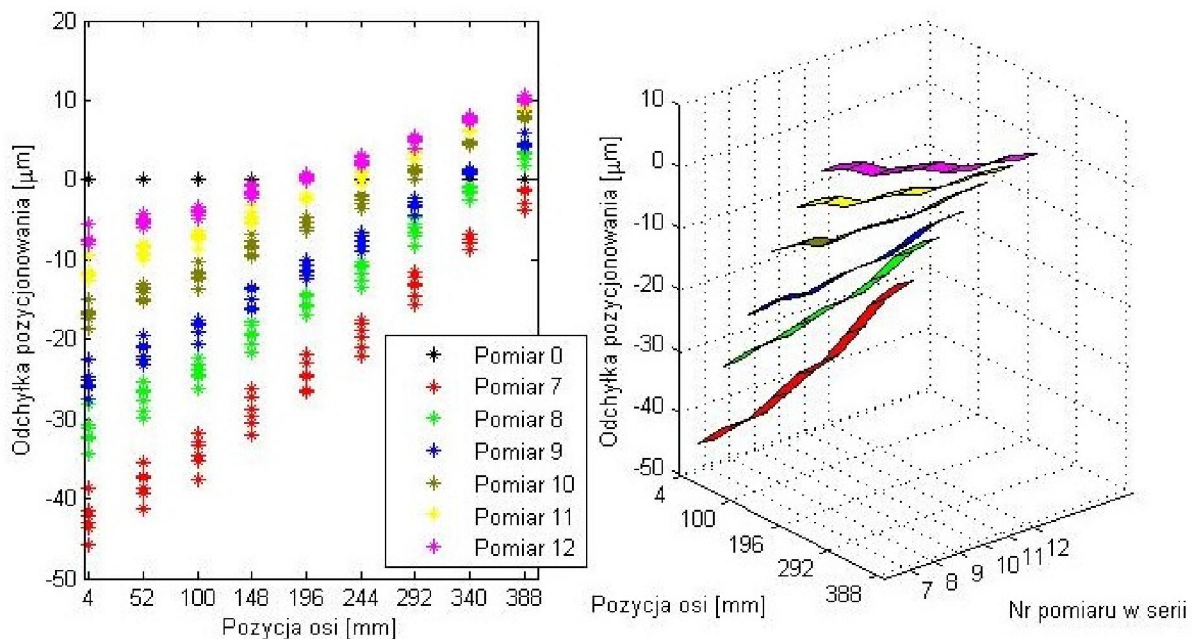 20
10
0
-10
-20
-30
-40
-50
Odchyłka pozycjonowania [µm]
4 52 100 148 196 244 292 340 388
Pozycja osi [mm]
Pomiar 0
Pomiar 7
Pomiar 8
Pomiar 9
Pomiar 10
Pomiar 11
Pomiar 12
10
0
-10
-20
-30
-40
-50
Odchyłka pozycjonowania [µm]
4
100
196
292
388
Pozycja osi [mm]
7 8 9 10 11 12
Nr pomiaru w serii